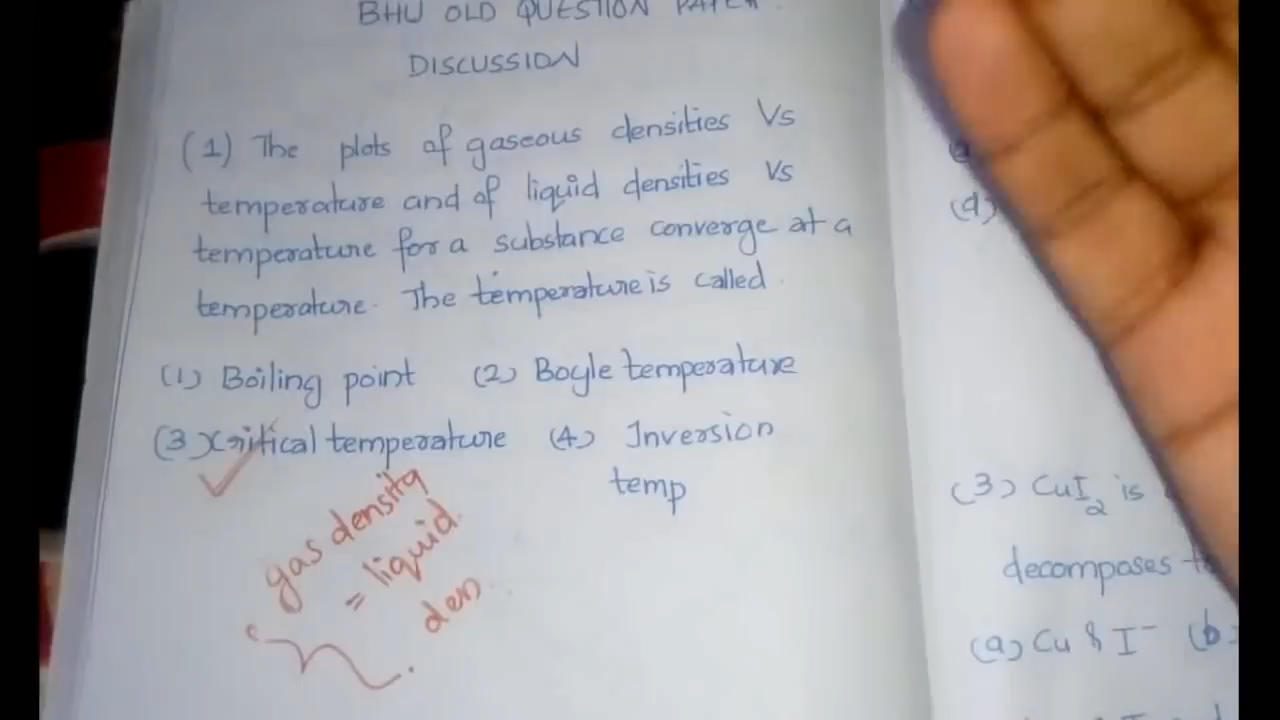 BHU OLD QUESTION PAPER
DISCUSSION
(1) The plots of gaseous densities Vs
temperature and of liquid densities Vs
temperature for a substance converge at a
temperature. The temperature is called.
(1) Boiling point (2) Boyle temperature
(3) Critical temperature (4) Inversion
temp
gas density
= liquid
den
(d)
(3) CuI2 is
decomposes
(a) Cu & I⁻ (b)